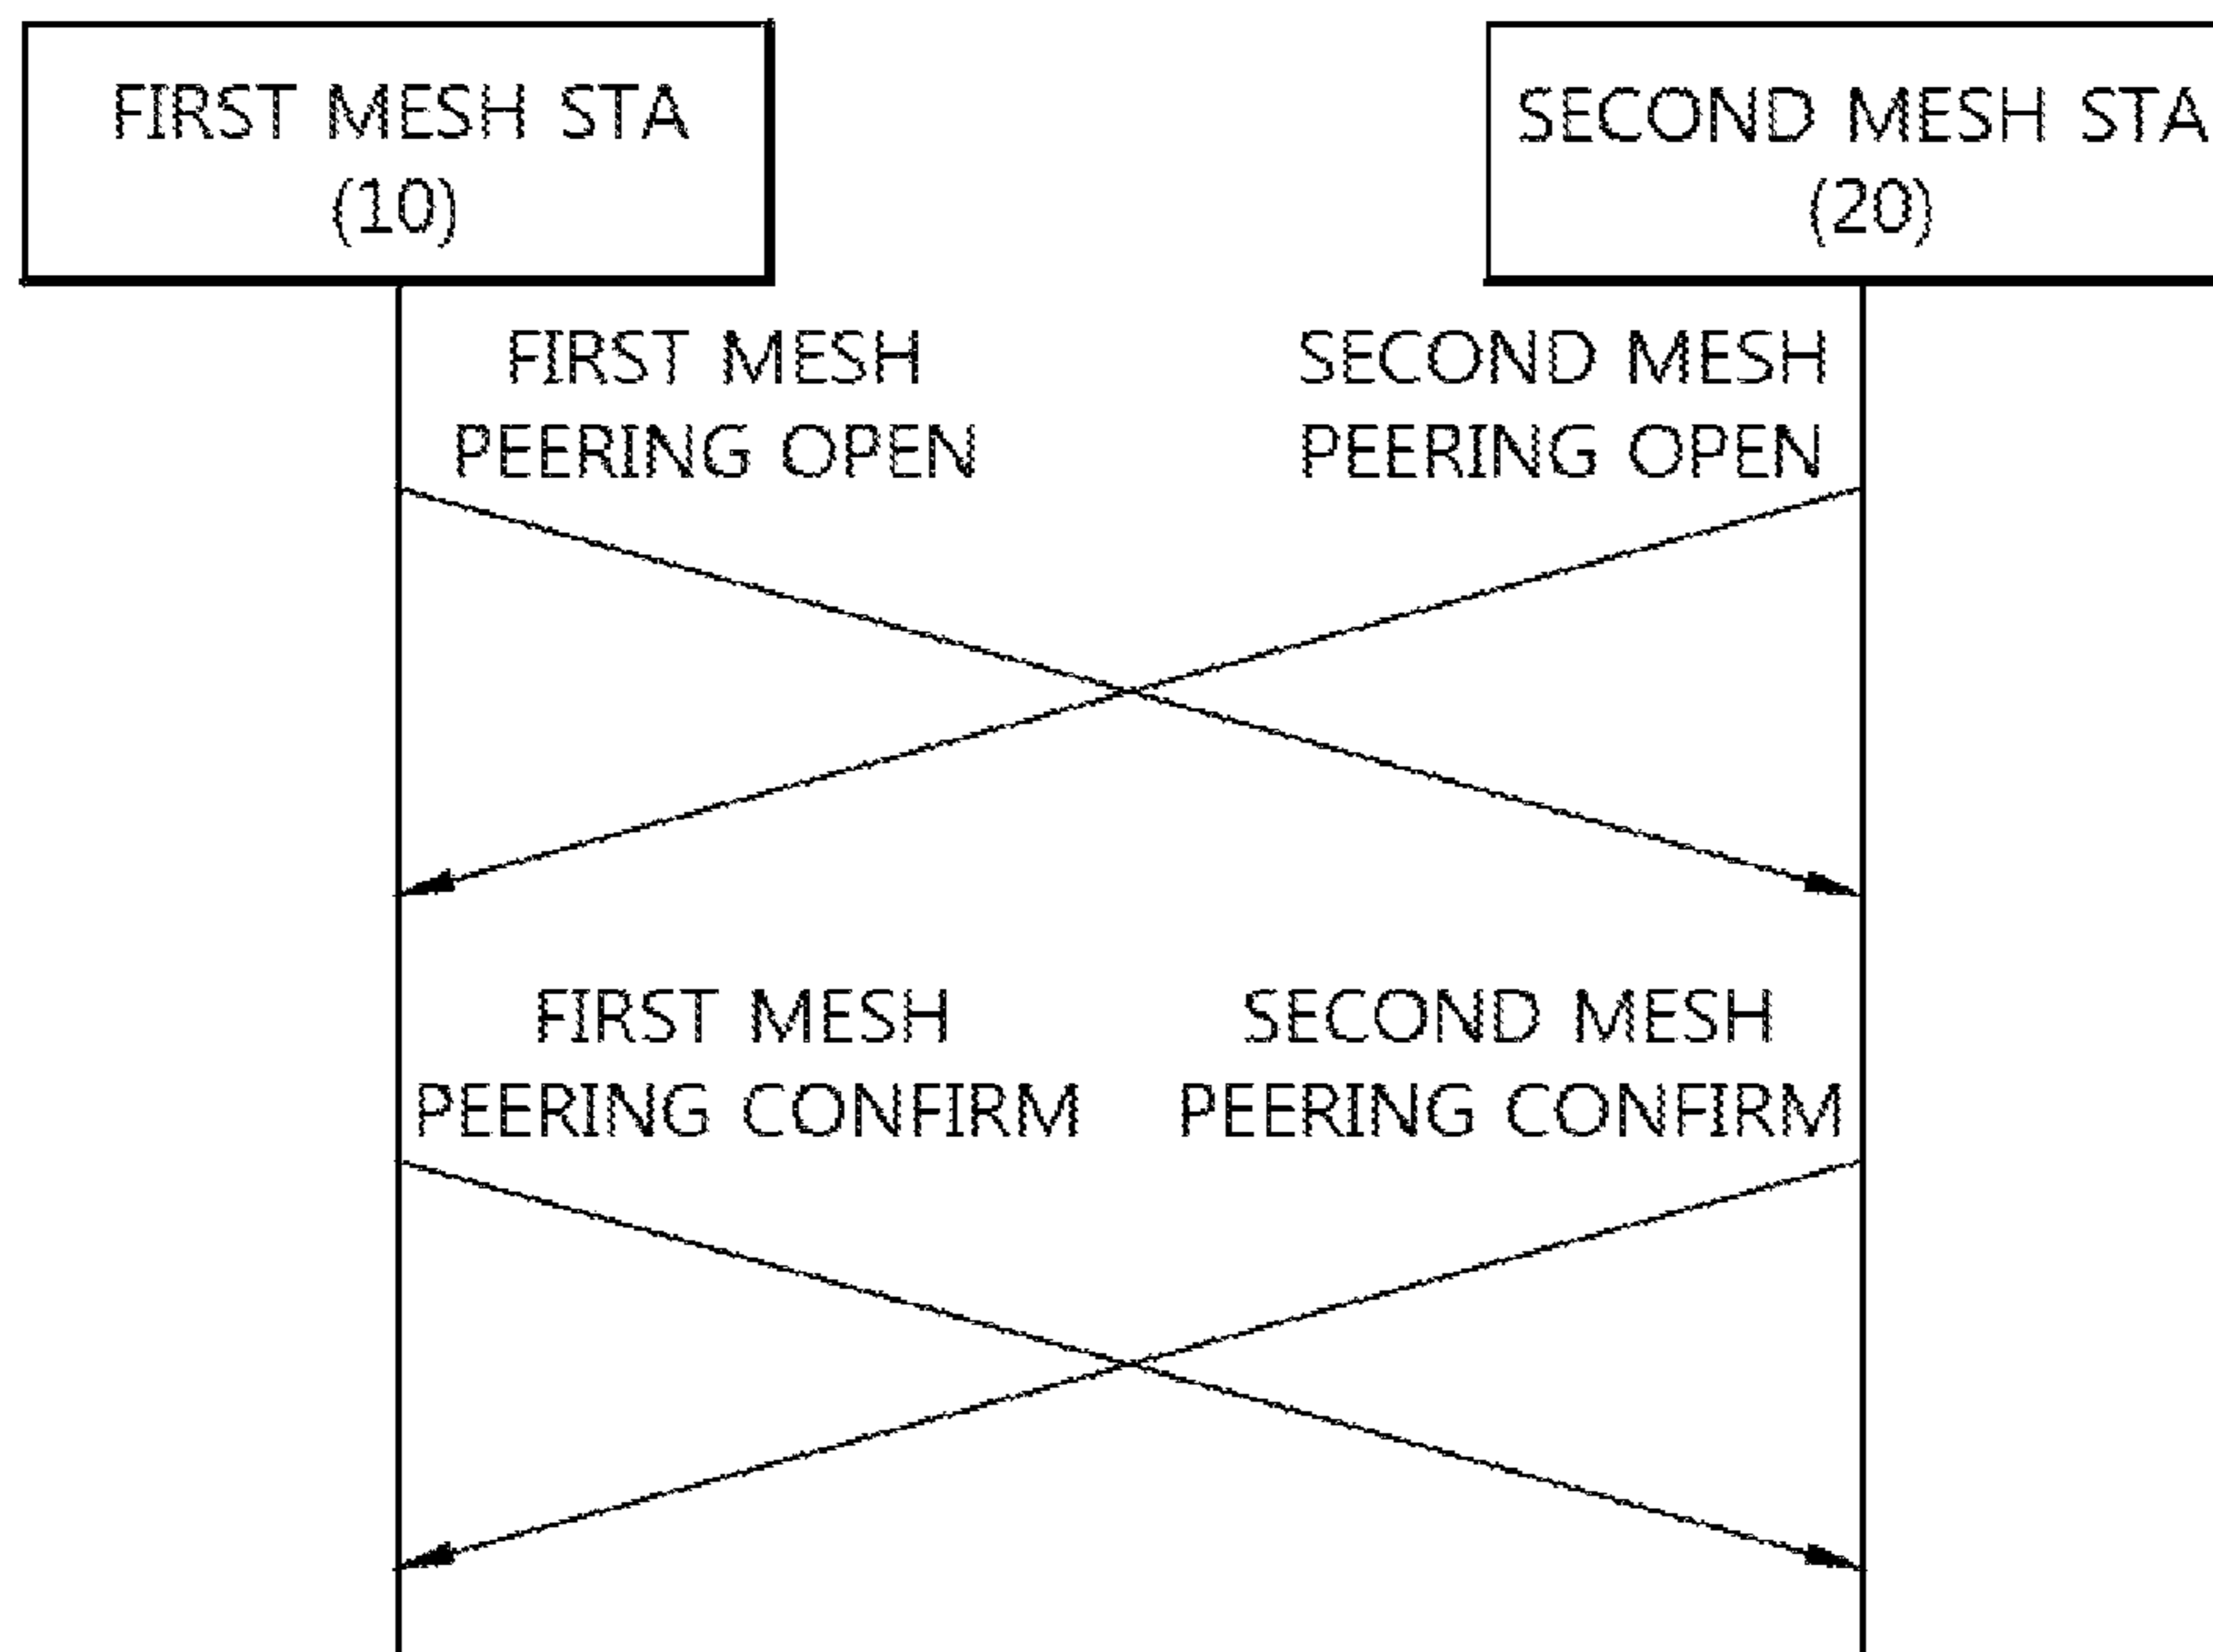 FIRST MESH STA
(10)
SECOND MESH STA
(20)
FIRST MESH
PEERING OPEN
SECOND MESH
PEERING OPEN
FIRST MESH
PEERING CONFIRM
SECOND MESH
PEERING CONFIRM